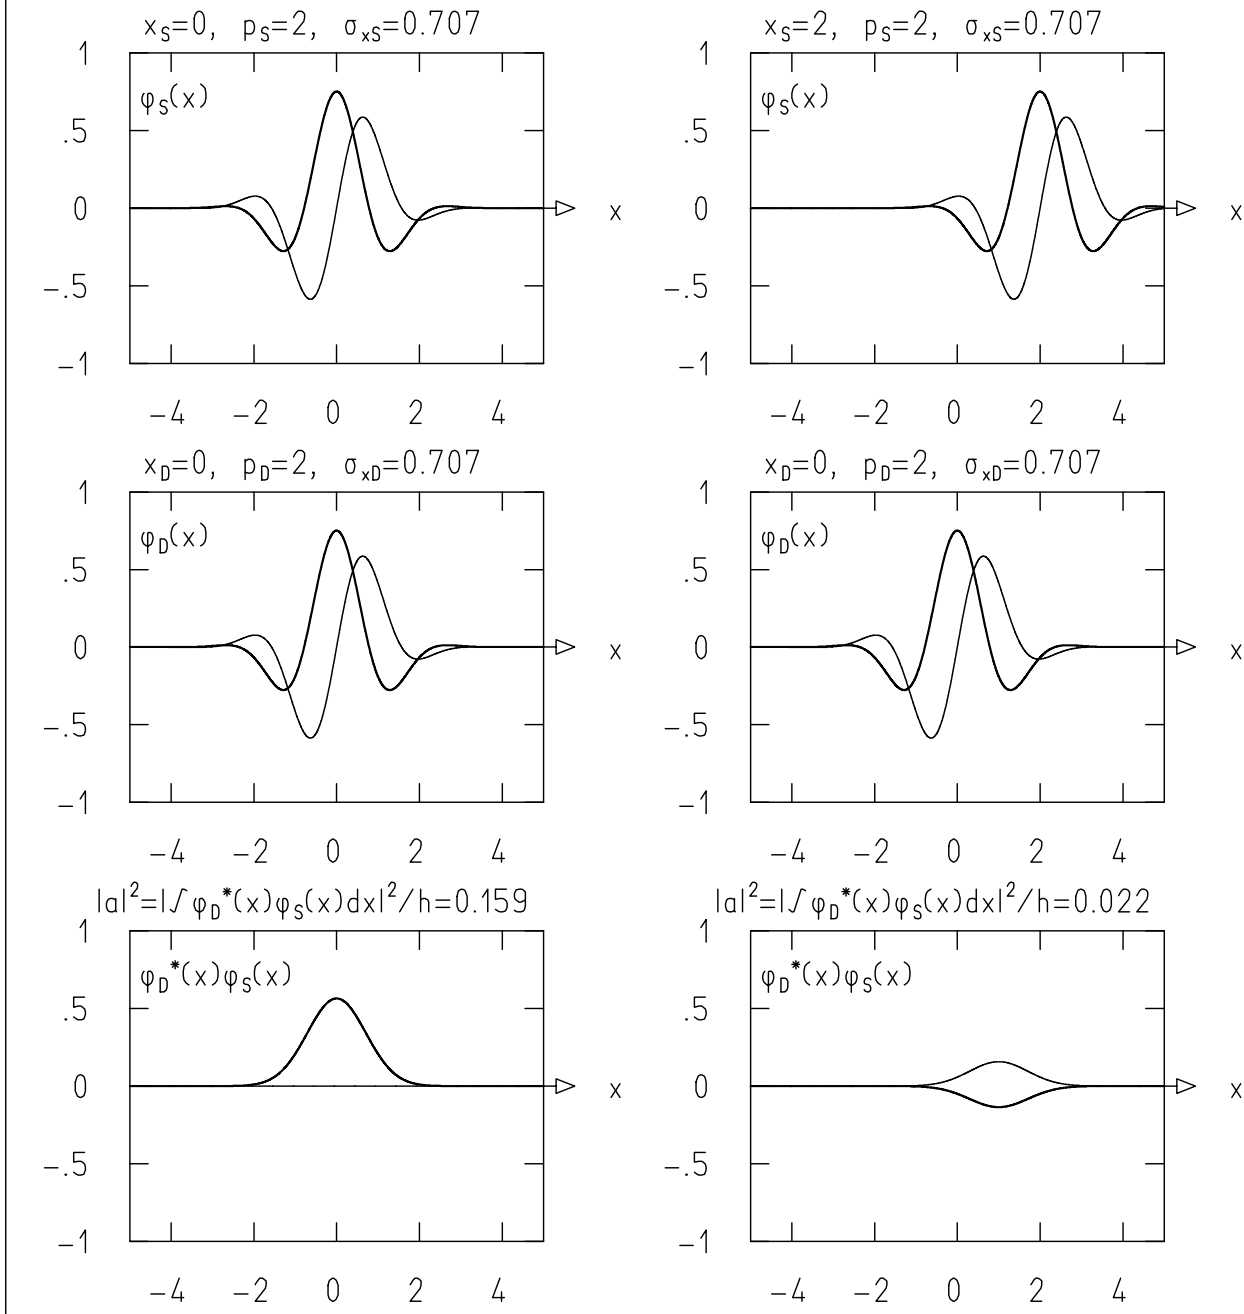 x_S=0, p_S=2, σ_xS=0.707
1
φ_S(x)
.5
0
x
-.5
-1
-4 -2 0 2 4
x_S=2, p_S=2, σ_xS=0.707
1
φ_S(x)
.5
0
x
-.5
-1
-4 -2 0 2 4
x_D=0, p_D=2, σ_xD=0.707
1
φ_D(x)
.5
0
x
-.5
-1
-4 -2 0 2 4
x_D=0, p_D=2, σ_xD=0.707
1
φ_D(x)
.5
0
x
-.5
-1
-4 -2 0 2 4
|a|²=|∫φ_D*(x)φ_S(x)dx|²/h=0.159
1
φ_D*(x)φ_S(x)
.5
0
x
-.5
-1
-4 -2 0 2 4
|a|²=|∫φ_D*(x)φ_S(x)dx|²/h=0.022
1
φ_D*(x)φ_S(x)
.5
0
x
-.5
-1
-4 -2 0 2 4